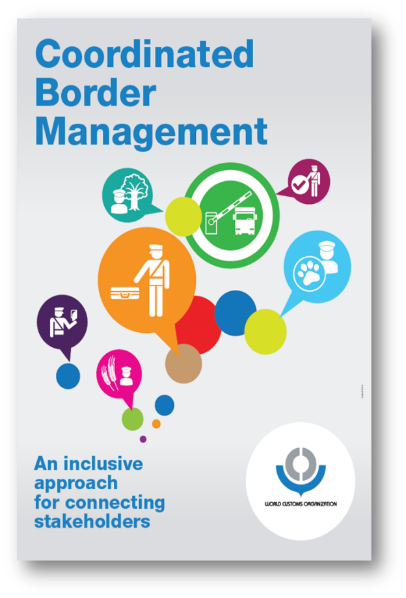 Coordinated
Border
Management
An inclusive
approach
for connecting
stakeholders
WORLD CUSTOMS ORGANIZATION